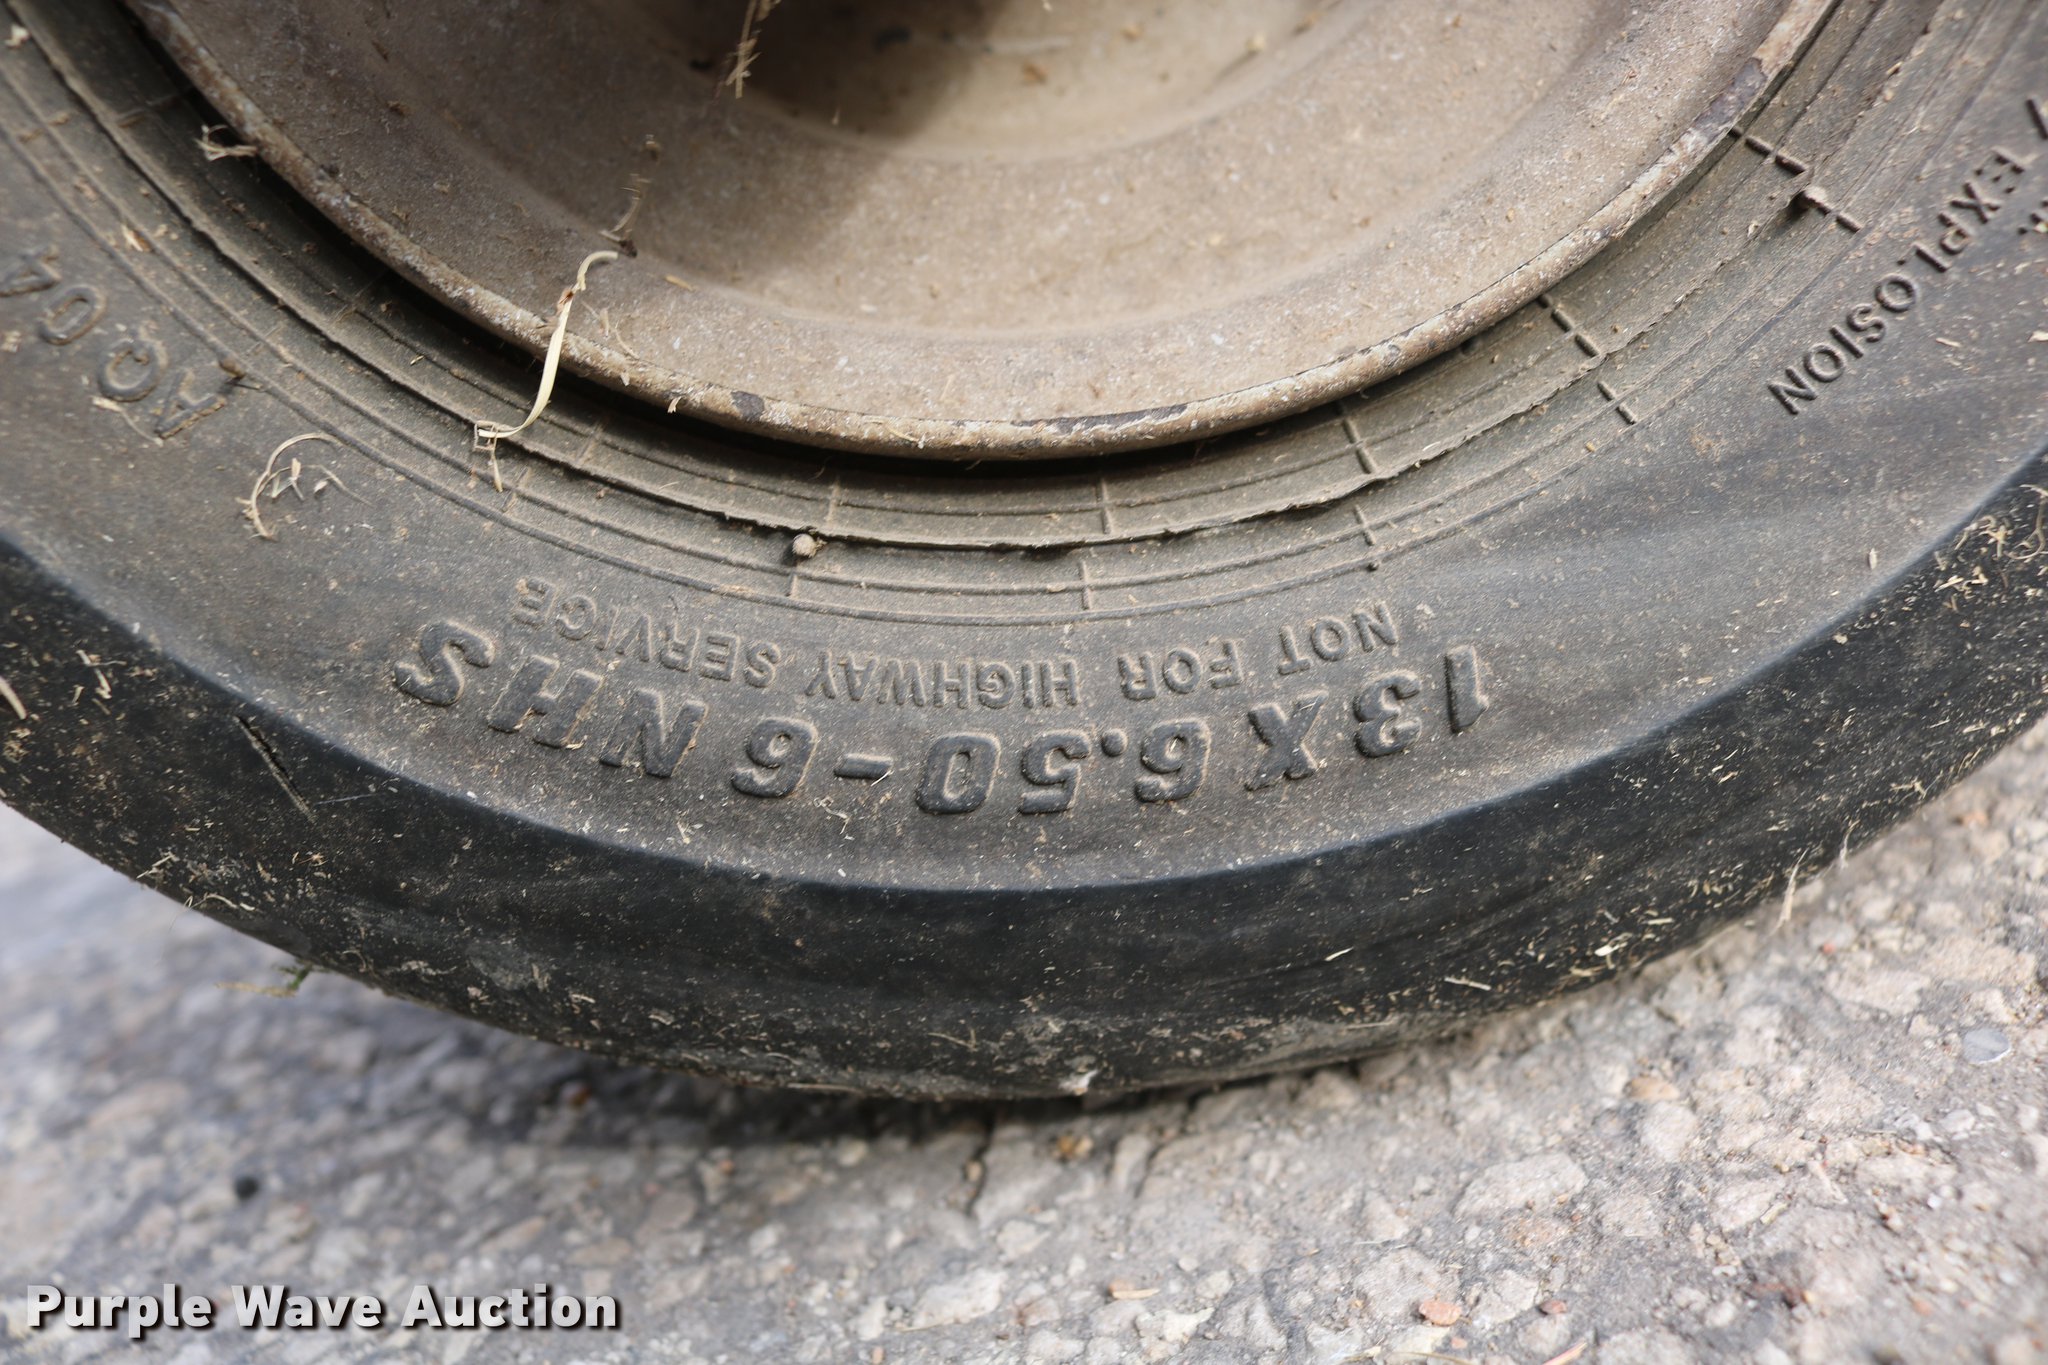 13X6.50-6 NHS
NOT FOR HIGHWAY SERVICE
EXPLOSION
Purple Wave Auction